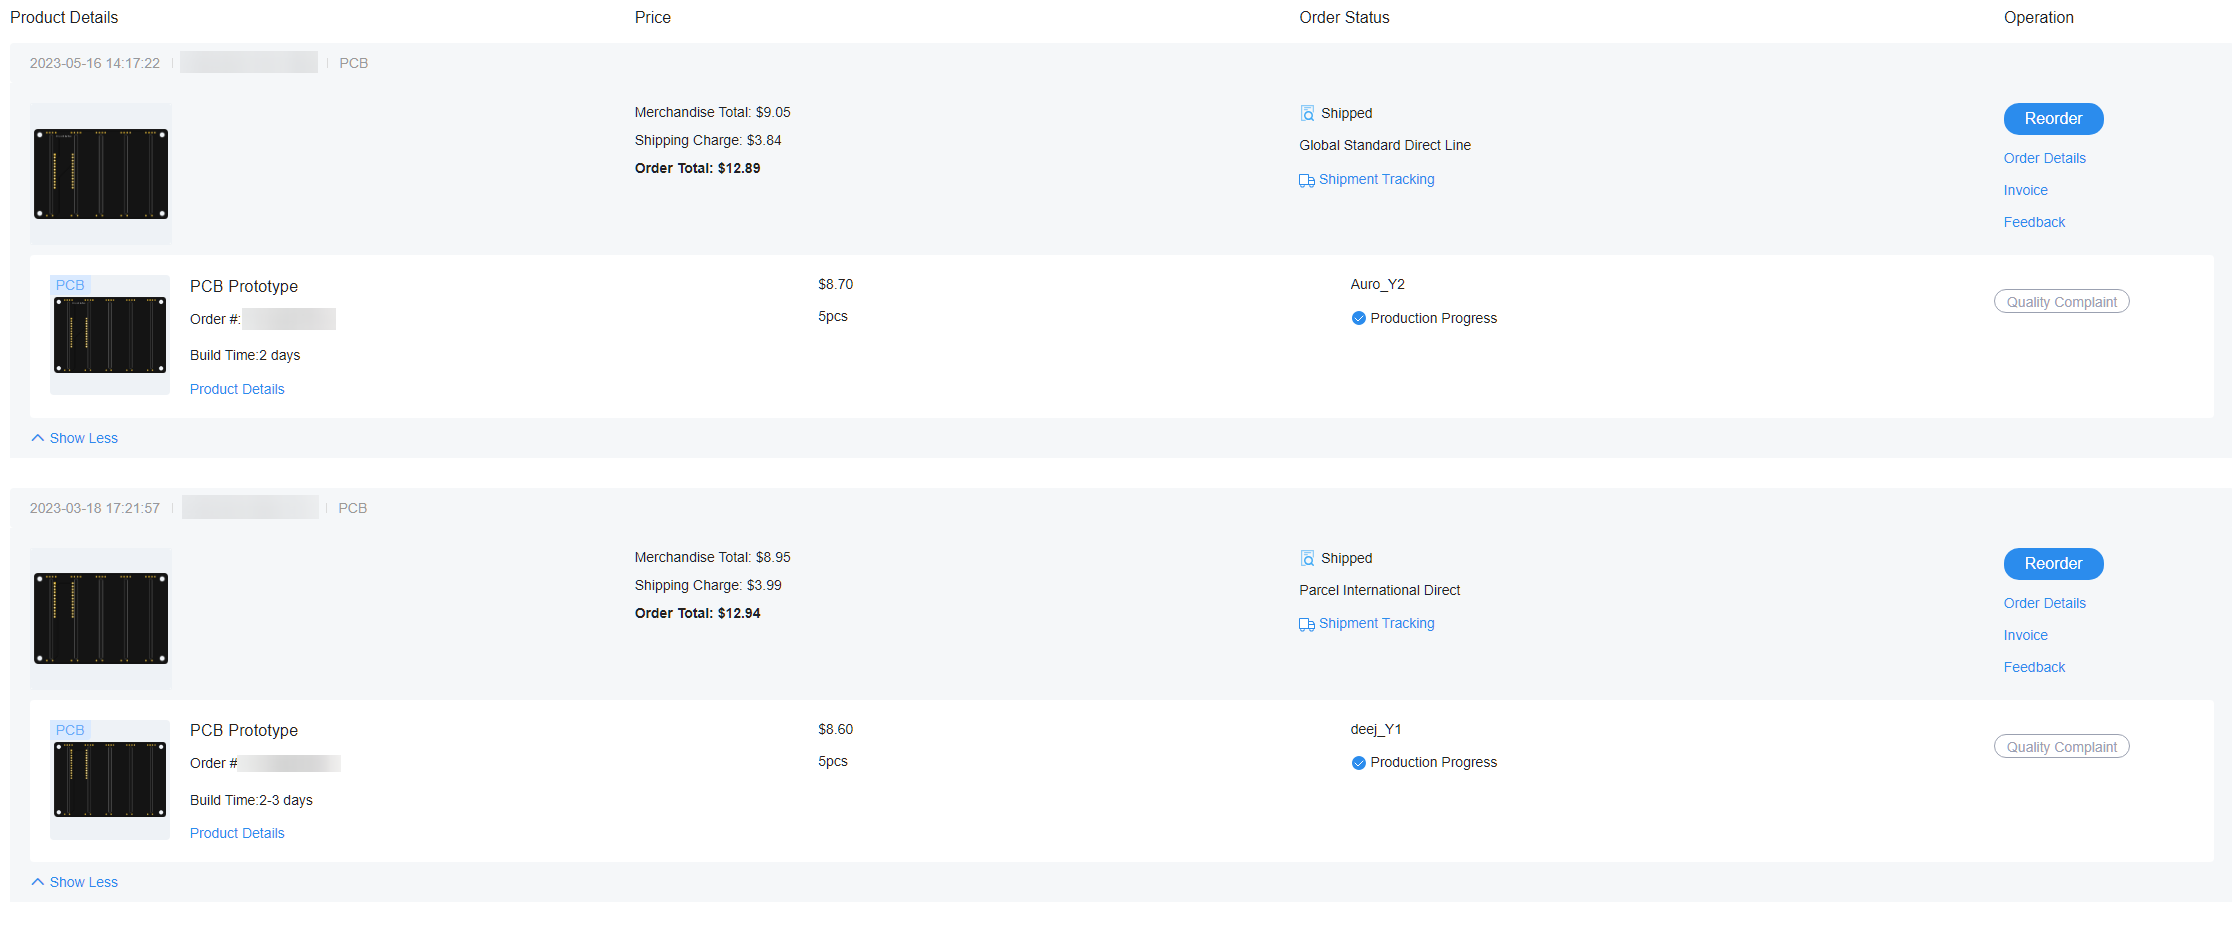 Product Details Price Order Status Operation
2023-05-16 14:17:22 PCB
Merchandise Total: $9.05
Shipping Charge: $3.84
Order Total: $12.89
Shipped
Global Standard Direct Line
Shipment Tracking
Reorder
Order Details
Invoice
Feedback
PCB
PCB Prototype
Order #:
Build Time:2 days
Product Details
$8.70
5pcs
Auro_Y2
Production Progress
Quality Complaint
Show Less
2023-03-18 17:21:57 PCB
Merchandise Total: $8.95
Shipping Charge: $3.99
Order Total: $12.94
Shipped
Parcel International Direct
Shipment Tracking
Reorder
Order Details
Invoice
Feedback
PCB
PCB Prototype
Order #
Build Time:2-3 days
Product Details
$8.60
5pcs
deej_Y1
Production Progress
Quality Complaint
Show Less